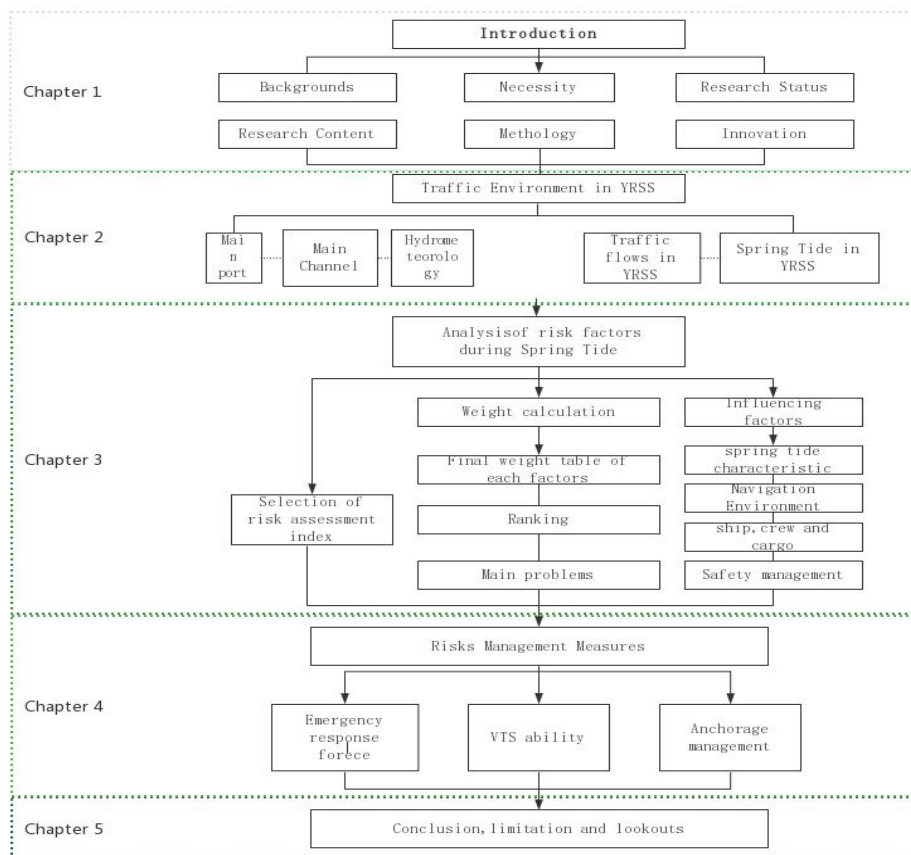 Introduction
Chapter 1
Backgrounds
Necessity
Research Status
Research Content
Methology
Innovation
Traffic Environment in YRSS
Chapter 2
Mai
n
port
Main
Channel
Hydrome
teorolo
gy
Traffic
flows in
YRSS
Spring Tide in
YRSS
Analysisof risk factors
during Spring Tide
Chapter 3
Selection of
risk assessment
index
Weight calculation
Final weight table of
each factors
Ranking
Main problems
Influencing
factors
spring tide
characteristic
Navigation
Environment
ship,crew and
cargo
Safety management
Risks Management Measures
Chapter 4
Emergency
response
forece
VTS ability
Anchorage
management
Chapter 5
Conclusion,limitation and lookouts